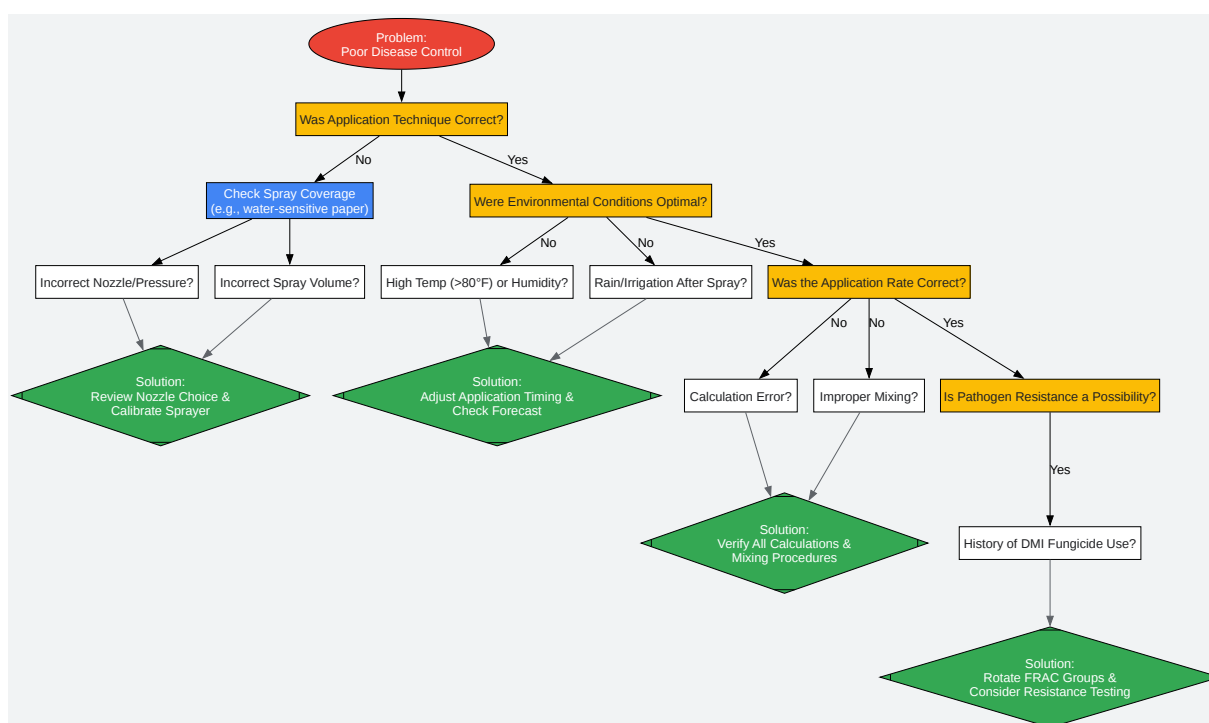 Problem:
Poor Disease Control
Was Application Technique Correct?
No
Yes
Check Spray Coverage
(e.g., water-sensitive paper)
Were Environmental Conditions Optimal?
No
No
Yes
Incorrect Nozzle/Pressure?
Incorrect Spray Volume?
High Temp (>80°F) or Humidity?
Rain/Irrigation After Spray?
Was the Application Rate Correct?
No
No
Yes
Solution:
Review Nozzle Choice &
Calibrate Sprayer
Solution:
Adjust Application Timing &
Check Forecast
Calculation Error?
Improper Mixing?
Is Pathogen Resistance a Possibility?
Yes
Solution:
Verify All Calculations &
Mixing Procedures
History of DMI Fungicide Use?
Solution:
Rotate FRAC Groups &
Consider Resistance Testing